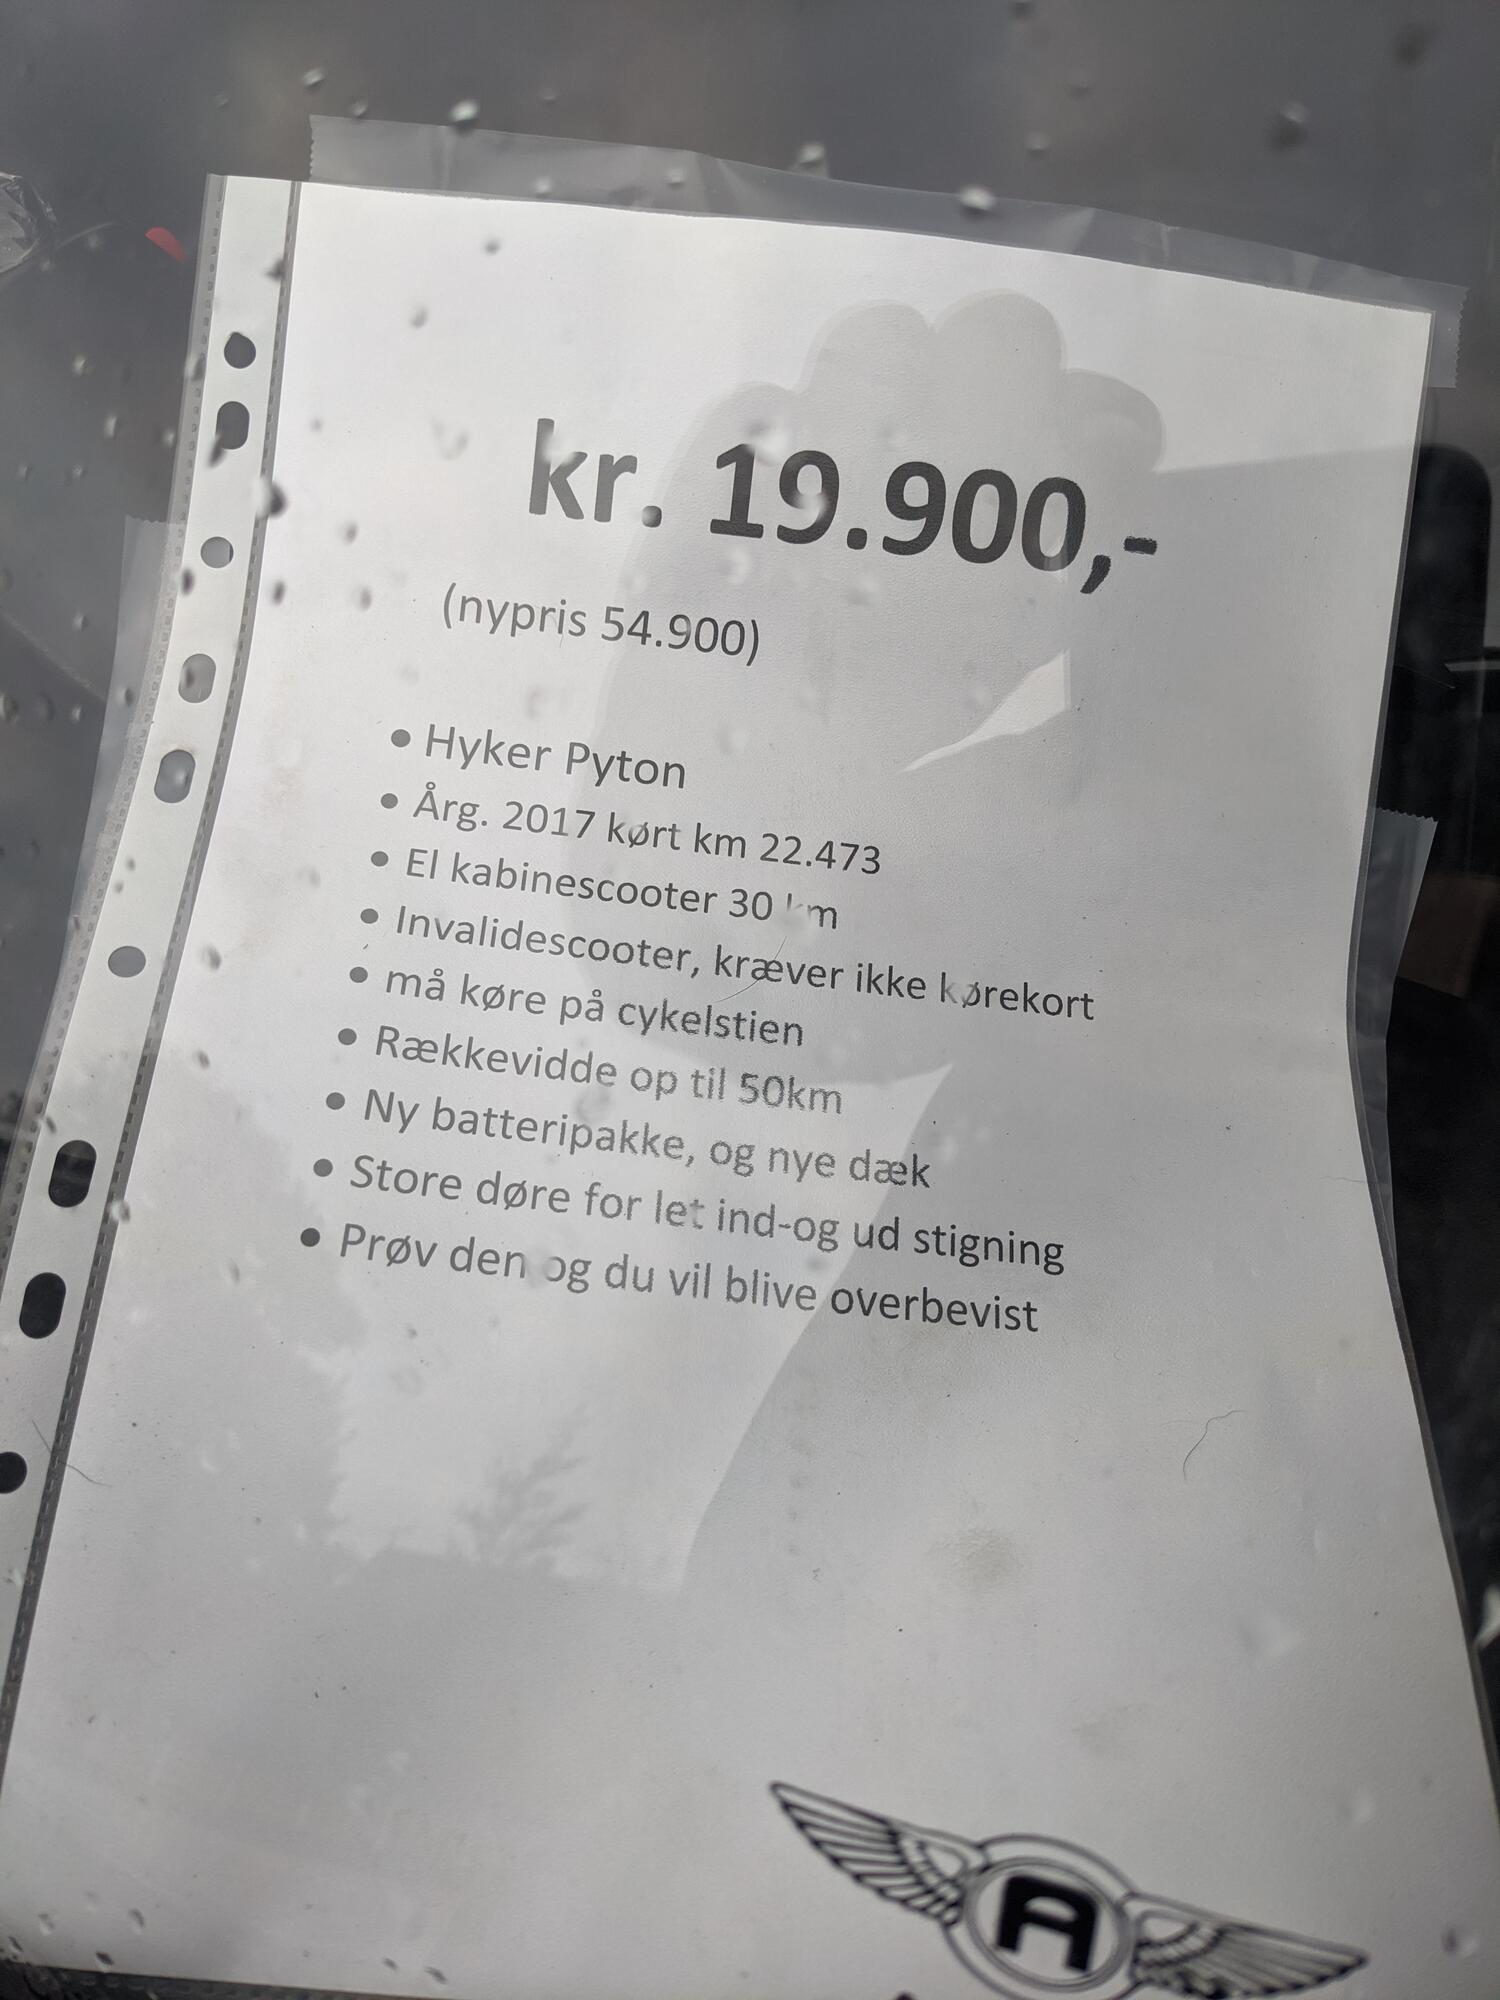 kr. 19.900,-
(nypris 54.900)
• Hyker Pyton
• Årg. 2017 kørt km 22.473
• El kabinescooter 30 km
• Invalidescooter, kræver ikke kørekort
• må køre på cykelstien
• Rækkevidde op til 50km
• Ny batteripakke, og nye dæk
• Store døre for let ind-og ud stigning
• Prøv den og du vil blive overbevist
A